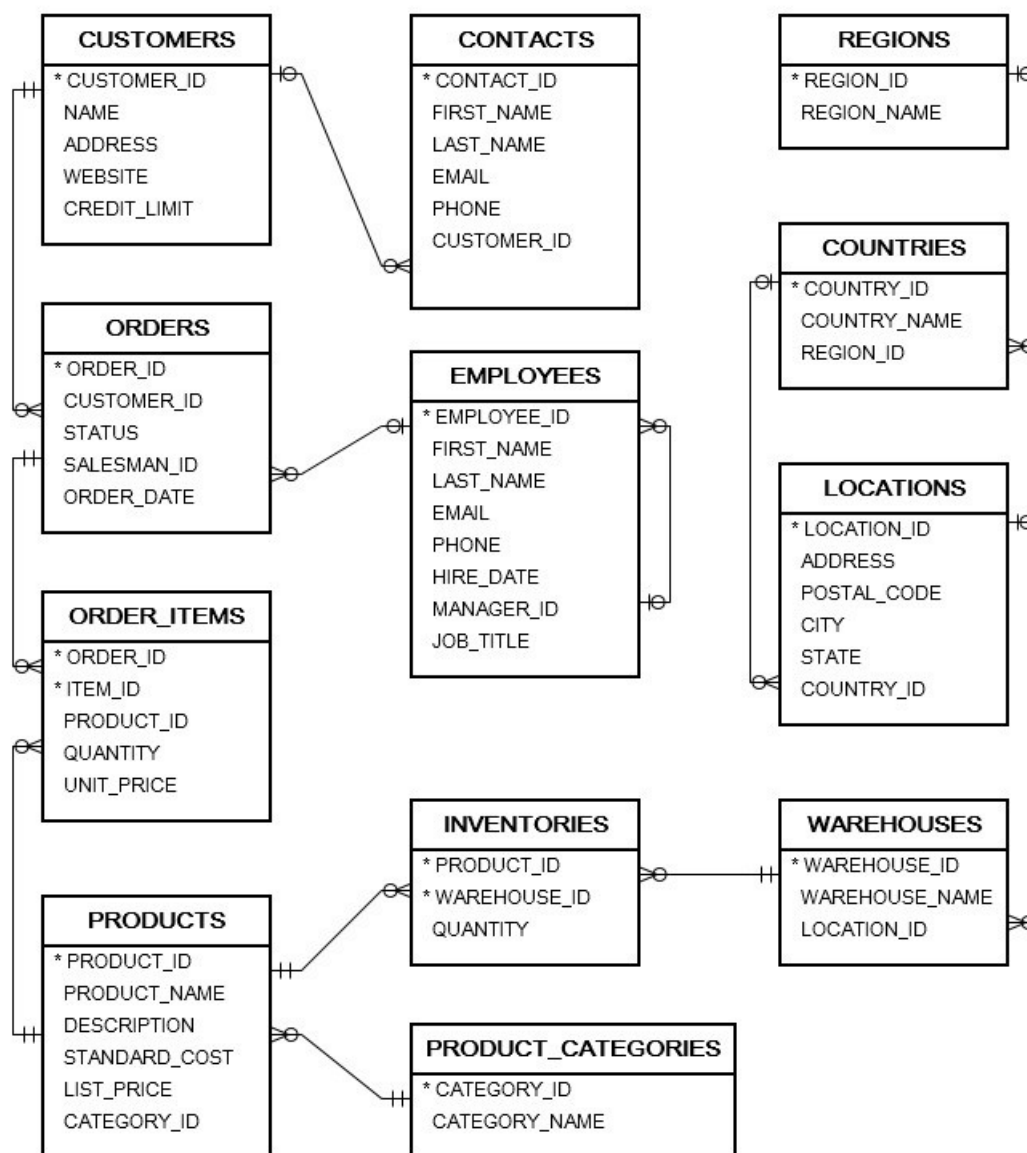 CUSTOMERS
* CUSTOMER_ID
NAME
ADDRESS
WEBSITE
CREDIT_LIMIT
CONTACTS
* CONTACT_ID
FIRST_NAME
LAST_NAME
EMAIL
PHONE
CUSTOMER_ID
REGIONS
* REGION_ID
REGION_NAME
COUNTRIES
* COUNTRY_ID
COUNTRY_NAME
REGION_ID
ORDERS
* ORDER_ID
CUSTOMER_ID
STATUS
SALESMAN_ID
ORDER_DATE
EMPLOYEES
* EMPLOYEE_ID
FIRST_NAME
LAST_NAME
EMAIL
PHONE
HIRE_DATE
MANAGER_ID
JOB_TITLE
LOCATIONS
* LOCATION_ID
ADDRESS
POSTAL_CODE
CITY
STATE
COUNTRY_ID
ORDER_ITEMS
* ORDER_ID
* ITEM_ID
PRODUCT_ID
QUANTITY
UNIT_PRICE
INVENTORIES
* PRODUCT_ID
* WAREHOUSE_ID
QUANTITY
WAREHOUSES
* WAREHOUSE_ID
WAREHOUSE_NAME
LOCATION_ID
PRODUCTS
* PRODUCT_ID
PRODUCT_NAME
DESCRIPTION
STANDARD_COST
LIST_PRICE
CATEGORY_ID
PRODUCT_CATEGORIES
* CATEGORY_ID
CATEGORY_NAME